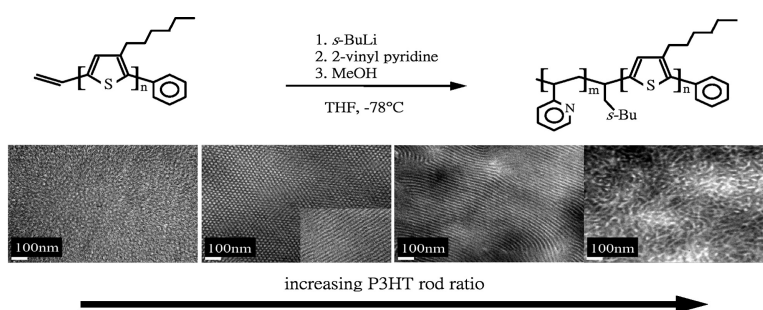 1. s-BuLi
2. 2-vinyl pyridine
3. MeOH
THF, -78°C
S
n
N
m
s-Bu
S
n
100nm
100nm
100nm
100nm
increasing P3HT rod ratio